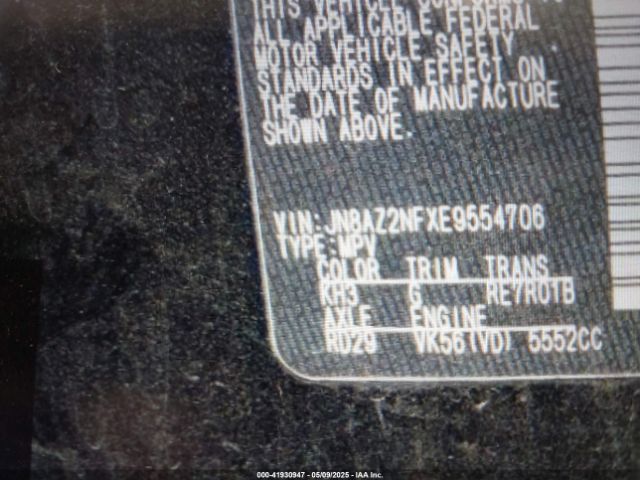 THIS VEHICLE
ALL APPLICABLE FEDERAL
MOTOR VEHICLE SAFETY
STANDARDS IN EFFECT ON
THE DATE OF MANUFACTURE
SHOWN ABOVE.
VIN:JN8AZ2NFXE9554706
TYPE:MPV
COLOR TRIM TRANS
KH3 G RE7R01B
AXLE ENGINE
RD29 VK56(VD) 5552CC
000-41930947 - 05/09/2025 - IAA Inc.